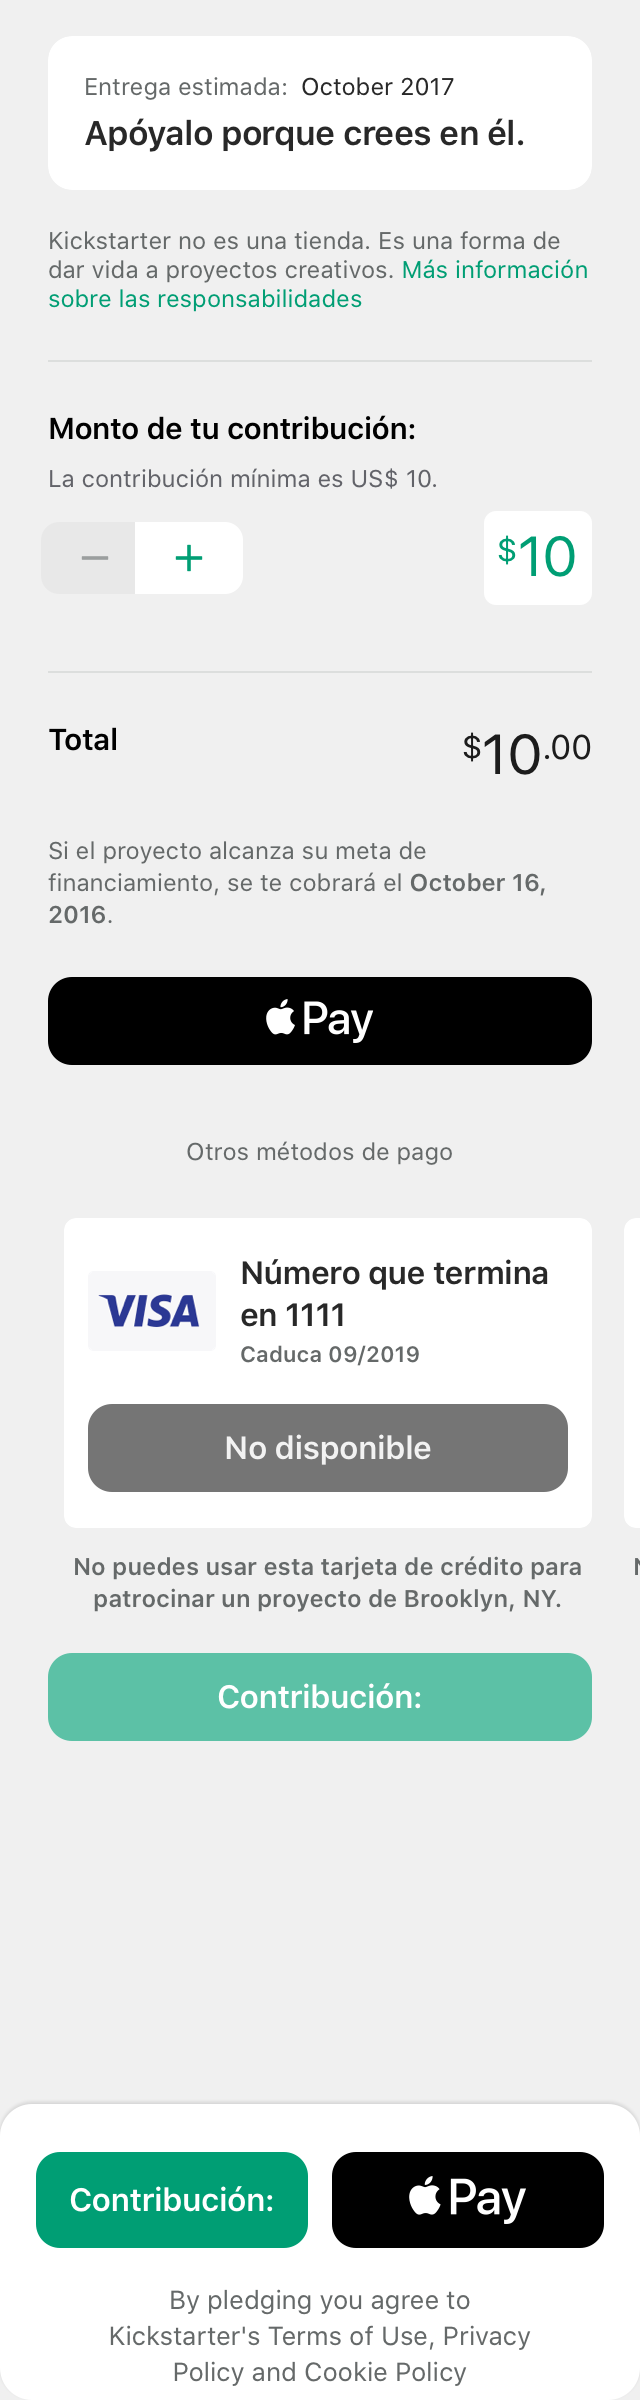 Entrega estimada: October 2017
Apóyalo porque crees en él.
Kickstarter no es una tienda. Es una forma de
dar vida a proyectos creativos. Más información
sobre las responsabilidades
Monto de tu contribución:
La contribución mínima es US$ 10.
− + $10
Total $10.00
Si el proyecto alcanza su meta de
financiamiento, se te cobrará el October 16,
2016.
Pay
Otros métodos de pago
VISA
Número que termina
en 1111
Caduca 09/2019
No disponible
No puedes usar esta tarjeta de crédito para
patrocinar un proyecto de Brooklyn, NY.
Contribución:
Contribución: Pay
By pledging you agree to
Kickstarter's Terms of Use, Privacy
Policy and Cookie Policy